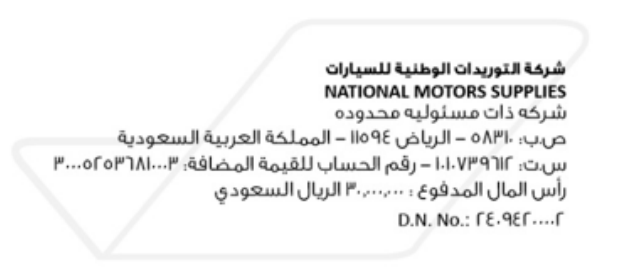 شركة التوريدات الوطنية للسيارات
NATIONAL MOTORS SUPPLIES
شركه ذات مسئوليه محدوده
ص.ب: ٥٨٣١٠ – الرياض ١١٥٩٤ – المملكة العربية السعودية
س.ت: ١٠١٠٧٣٩٦١٢ – رقم الحساب للقيمة المضافة: ٣٠٠٠٥٢٥٣٦٨١٠٠٠٣
رأس المال المدفوع : ٣٠,٠٠٠,٠٠٠ الريال السعودي
D.N. No.: ٢٤٠٩٤٢٠٠٠٠٢